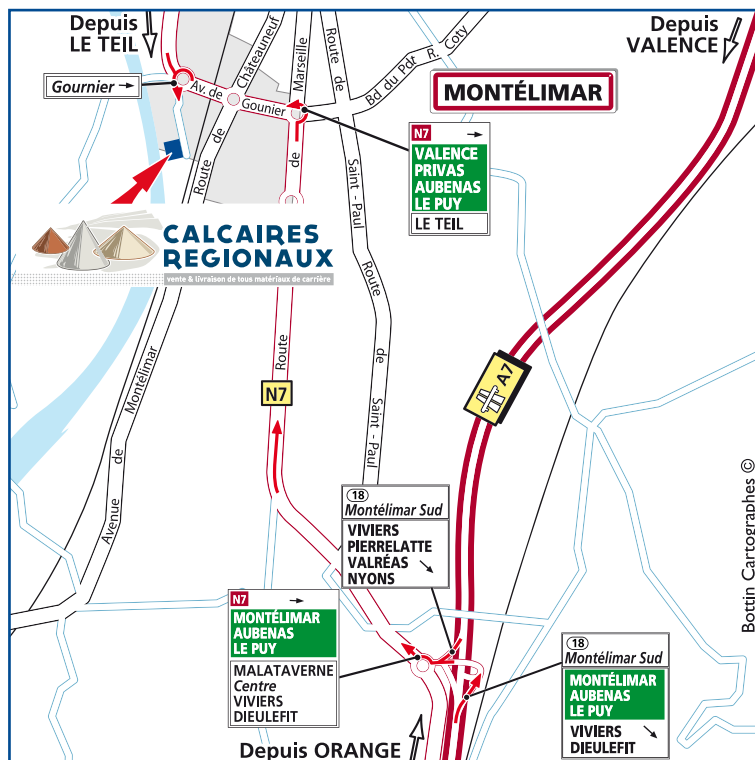 Depuis
LE TEIL
Depuis
VALENCE
Châteauneuf
Marseille
Route de
Bd du Pdr R. Coty
Gournier →
Av. de
Gounier
MONTÉLIMAR
N7 →
VALENCE
PRIVAS
AUBENAS
LE PUY
LE TEIL
Route de
de
Saint - Paul
CALCAIRES
REGIONAUX
vente & livraison de tous matériaux de carrière
Route
de
Saint - Paul
Route
N7
A7
Avenue de Montélimar
18
Montélimar Sud
VIVIERS
PIERRELATTE
VALRÉAS
NYONS ↘
N7 →
MONTÉLIMAR
AUBENAS
LE PUY
MALATAVERNE
Centre
VIVIERS
DIEULEFIT
18
Montélimar Sud
MONTÉLIMAR
AUBENAS
LE PUY
VIVIERS ↘
DIEULEFIT
Depuis ORANGE
Bottin Cartographes ©